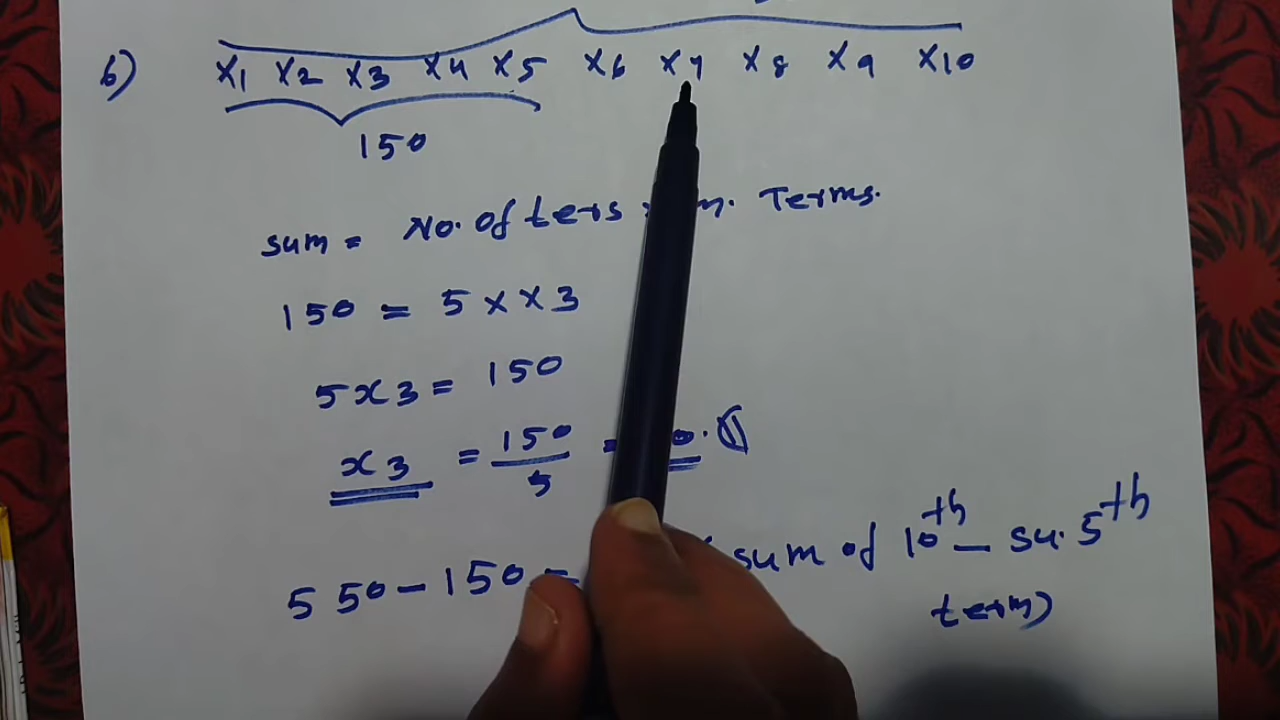 6) x1 x2 x3 x4 x5 x6 x7 x8 x9 x10
150
sum = No. of ters m. Terms.
150 = 5 × x3
5x3 = 150
x3 = 150/5 =
550 - 150 = sum of 10th - su. 5th
term)